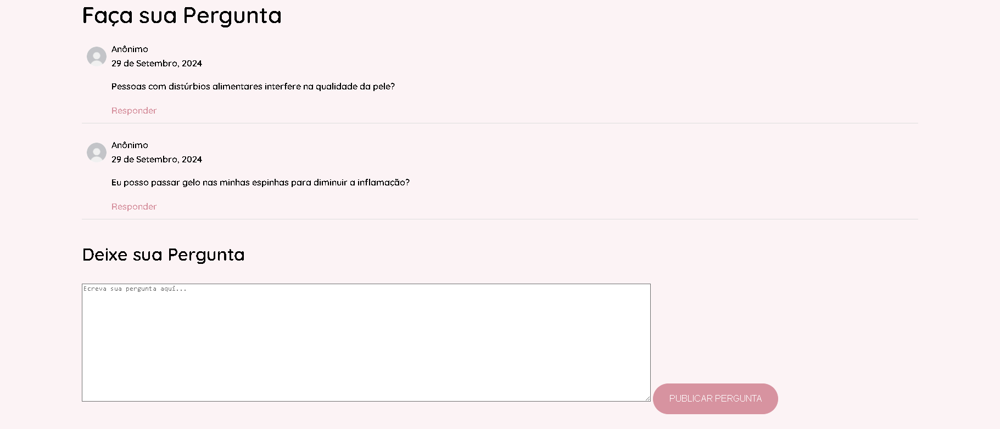 Faça sua Pergunta
Anônimo
29 de Setembro, 2024
Pessoas com distúrbios alimentares interfere na qualidade da pele?
Responder
Anônimo
29 de Setembro, 2024
Eu posso passar gelo nas minhas espinhas para diminuir a inflamação?
Responder
Deixe sua Pergunta
Ecreva sua pergunta aqui...
PUBLICAR PERGUNTA